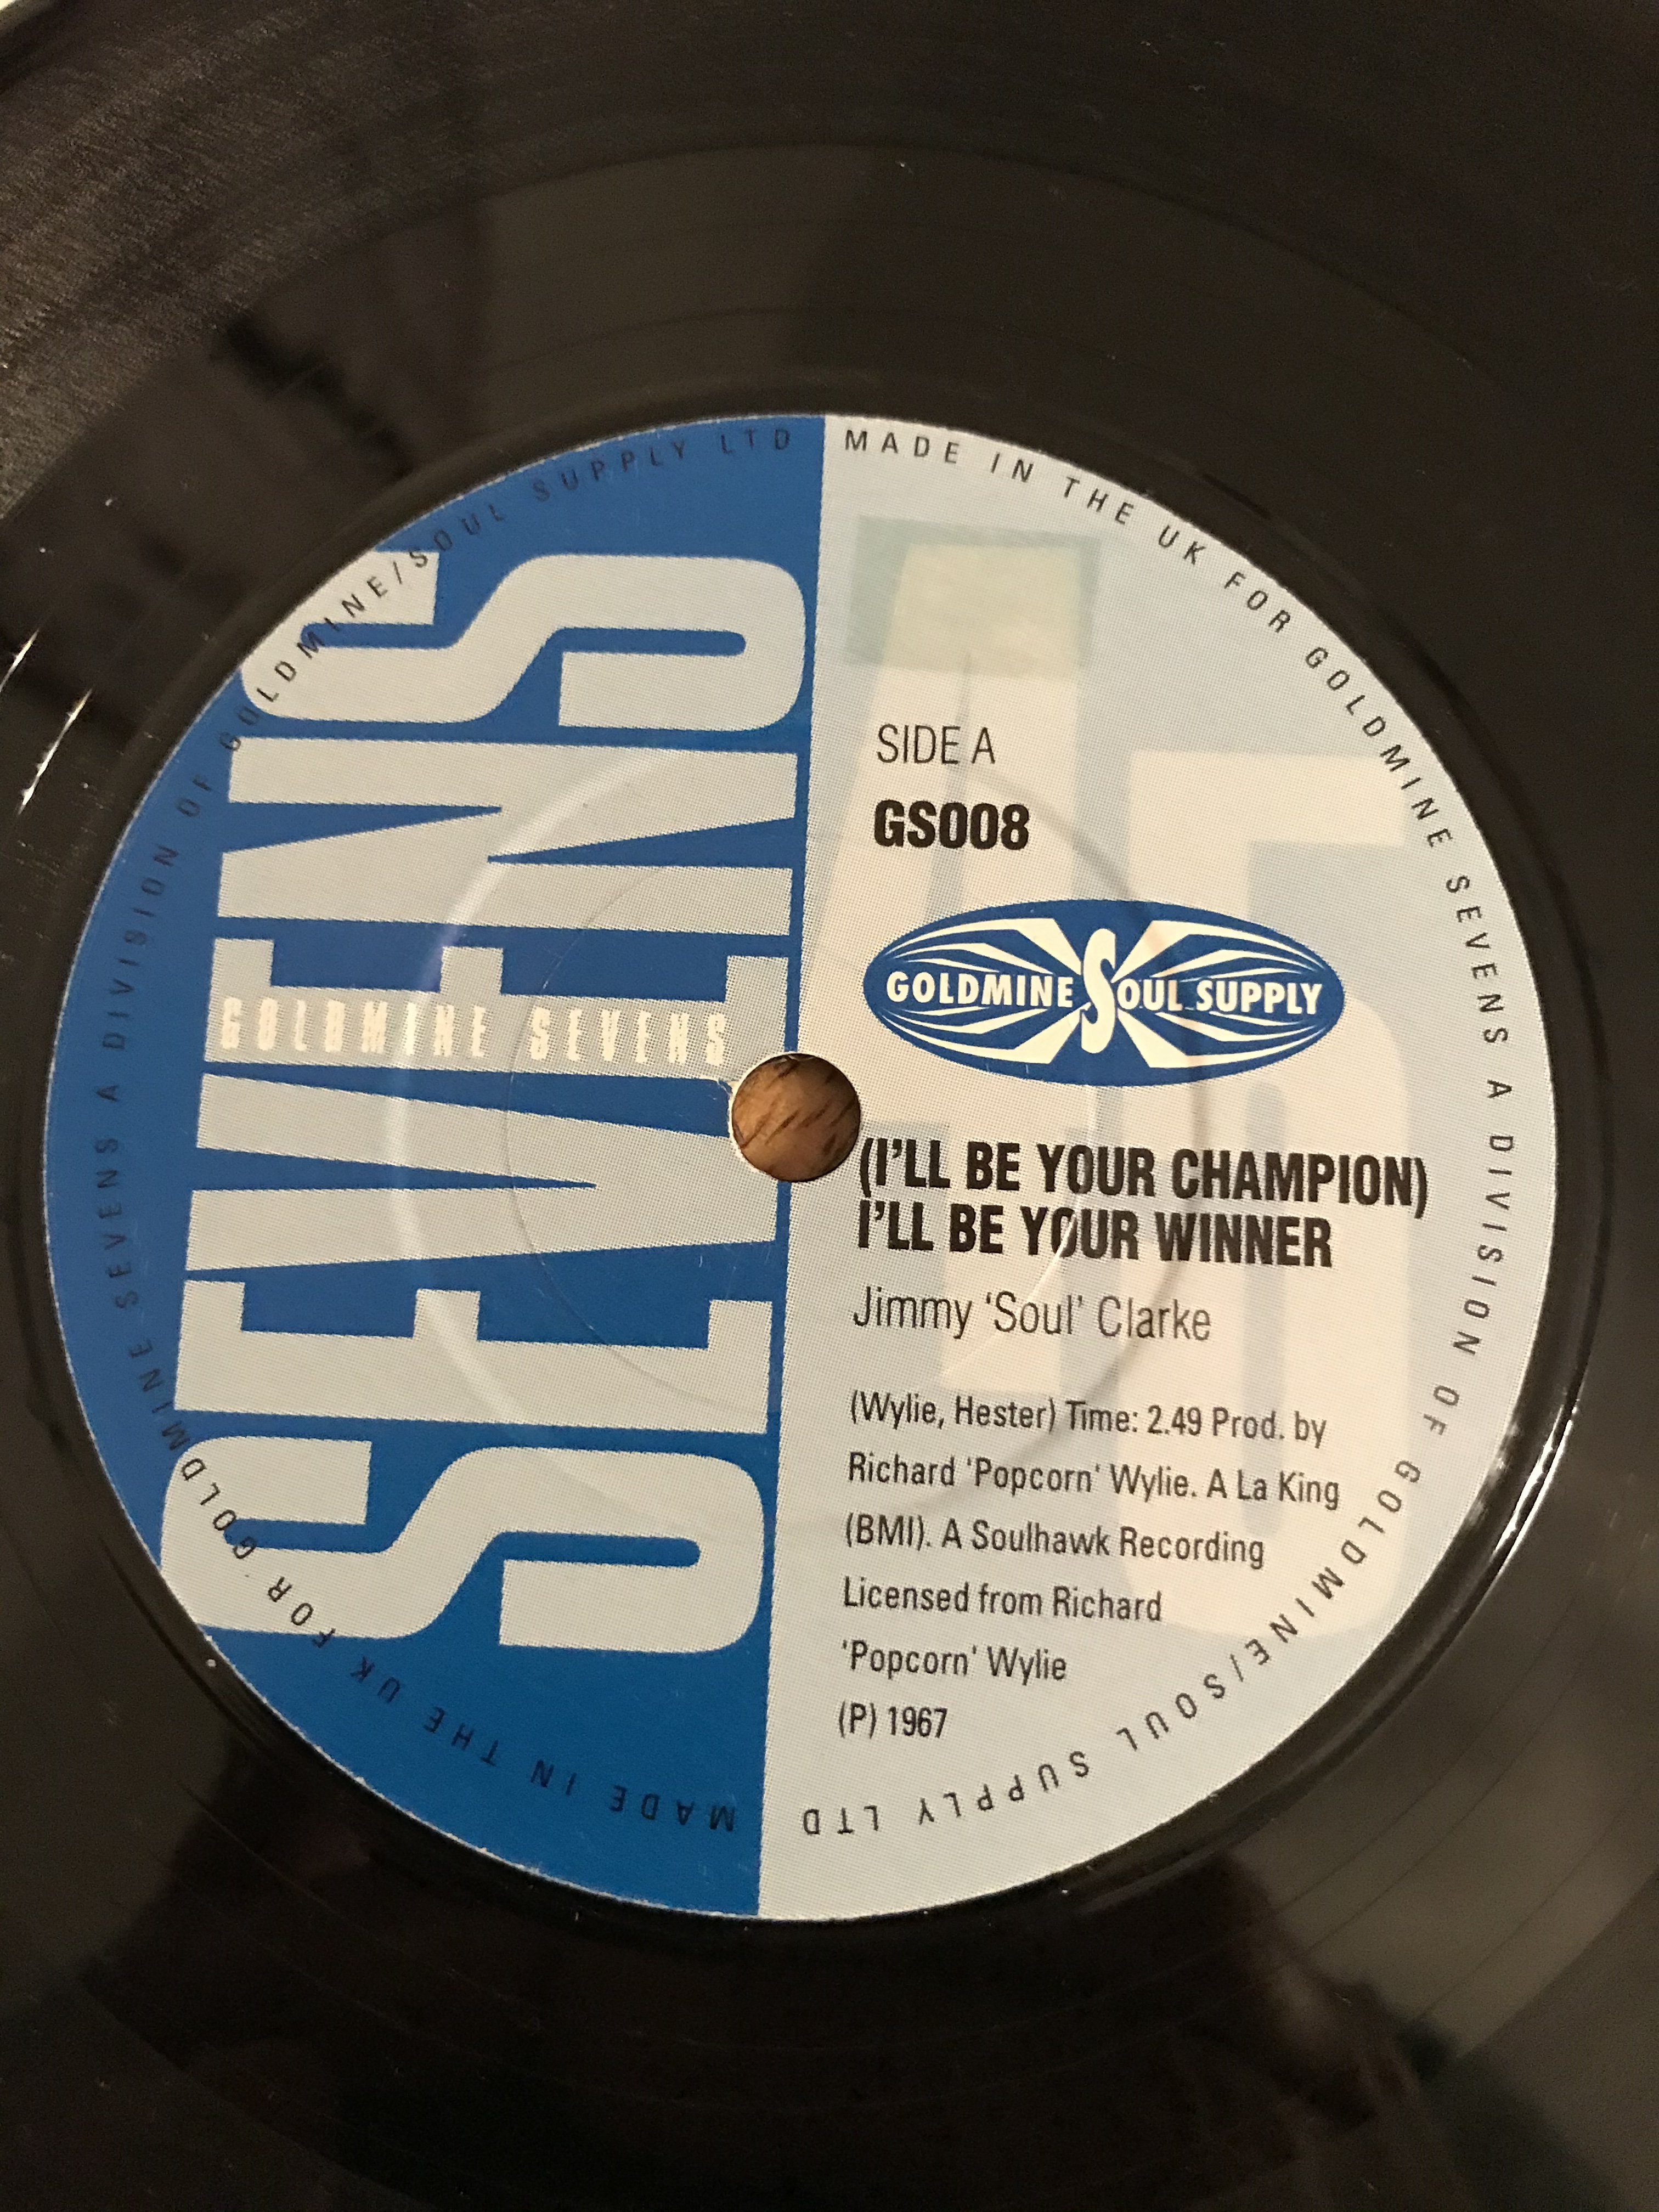 MADE IN THE UK FOR GOLDMINE SEVENS A DIVISION OF GOLDMINE/SOUL SUPPLY LTD
MADE IN THE UK FOR GOLDMINE SEVENS A DIVISION OF GOLDMINE/SOUL SUPPLY LTD
SEVENS
GOLDMINE SEVENS
45
SIDE A
GS008
GOLDMINE SOUL SUPPLY
(I'LL BE YOUR CHAMPION)
I'LL BE YOUR WINNER
Jimmy 'Soul' Clarke
(Wylie, Hester) Time: 2.49 Prod. by
Richard 'Popcorn' Wylie. A La King
(BMI). A Soulhawk Recording
Licensed from Richard
'Popcorn' Wylie
(P) 1967